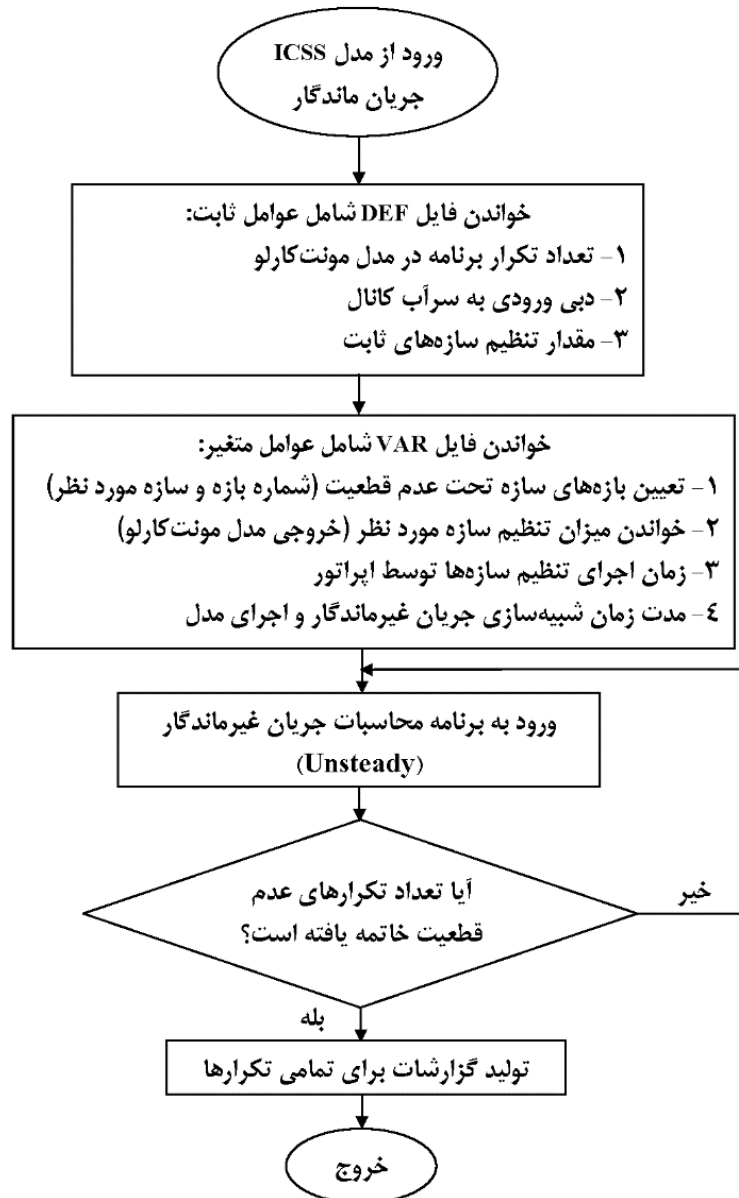 ورود از مدل ICSS
جریان ماندگار
خواندن فایل DEF شامل عوامل ثابت:
۱- تعداد تکرار برنامه در مدل مونت‌کارلو
۲- دبی ورودی به سرآب کانال
۳- مقدار تنظیم سازه‌های ثابت
خواندن فایل VAR شامل عوامل متغیر:
۱- تعیین بازه‌های سازه تحت عدم قطعیت (شماره بازه و سازه مورد نظر)
۲- خواندن میزان تنظیم سازه مورد نظر (خروجی مدل مونت‌کارلو)
۳- زمان اجرای تنظیم سازه‌ها توسط اپراتور
٤- مدت زمان شبیه‌سازی جریان غیرماندگار و اجرای مدل
ورود به برنامه محاسبات جریان غیرماندگار
(Unsteady)
آیا تعداد تکرارهای عدم
قطعیت خاتمه یافته است؟
خیر
بله
تولید گزارشات برای تمامی تکرارها
خروج